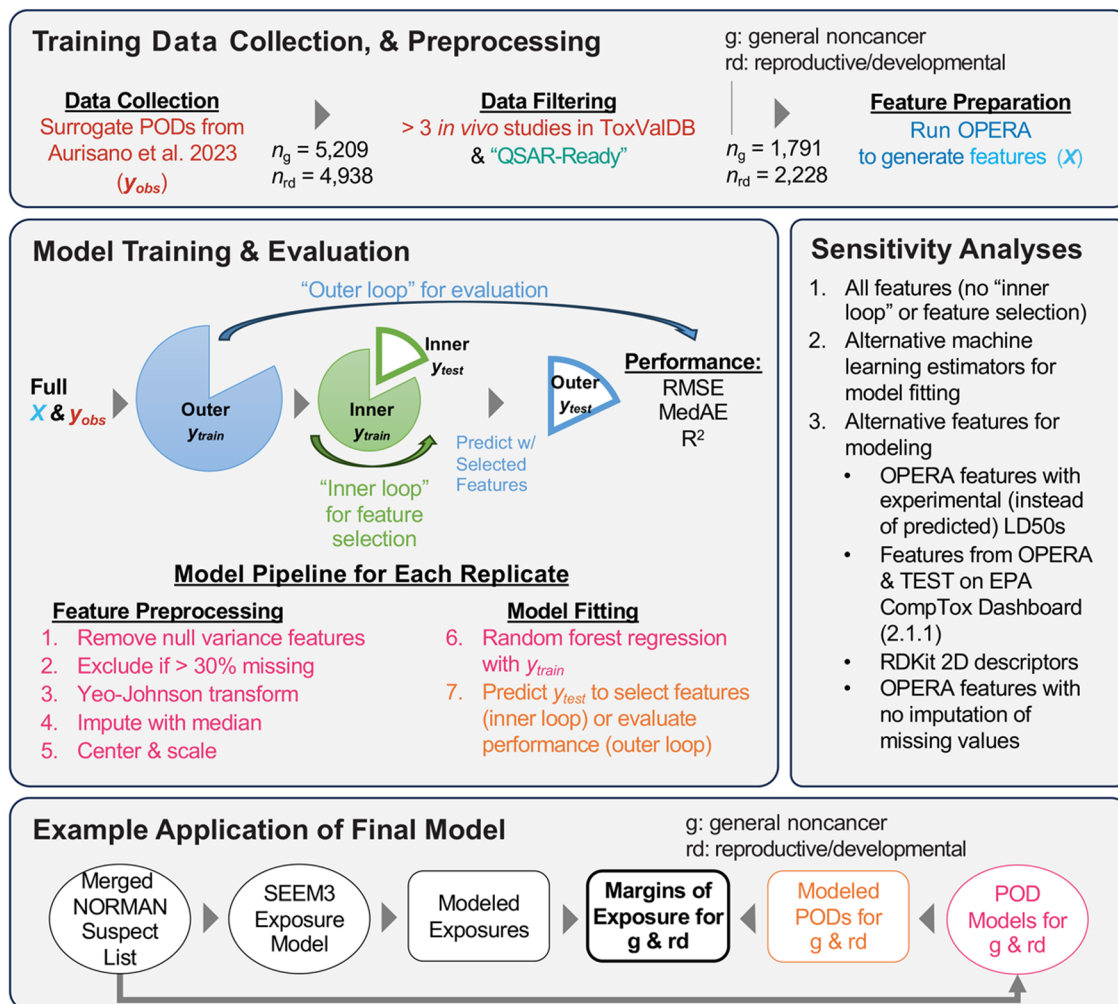 Training Data Collection, & Preprocessing
g: general noncancer
rd: reproductive/developmental
Data Collection
Surrogate PODs from
Aurisano et al. 2023
(yobs)
ng = 5,209
nrd = 4,938
Data Filtering
> 3 in vivo studies in ToxValDB
& “QSAR-Ready”
ng = 1,791
nrd = 2,228
Feature Preparation
Run OPERA
to generate features (X)
Model Training & Evaluation
“Outer loop” for evaluation
Full
X & yobs
Outer
ytrain
Inner
ytest
Inner
ytrain
“Inner loop”
for feature
selection
Predict w/
Selected
Features
Outer
ytest
Performance:
RMSE
MedAE
R²
Model Pipeline for Each Replicate
Feature Preprocessing
1. Remove null variance features
2. Exclude if > 30% missing
3. Yeo-Johnson transform
4. Impute with median
5. Center & scale
Model Fitting
6. Random forest regression
with ytrain
7. Predict ytest to select features
(inner loop) or evaluate
performance (outer loop)
Sensitivity Analyses
1. All features (no “inner
loop” or feature selection)
2. Alternative machine
learning estimators for
model fitting
3. Alternative features for
modeling
• OPERA features with
experimental (instead
of predicted) LD50s
• Features from OPERA
& TEST on EPA
CompTox Dashboard
(2.1.1)
• RDKit 2D descriptors
• OPERA features with
no imputation of
missing values
Example Application of Final Model
g: general noncancer
rd: reproductive/developmental
Merged
NORMAN
Suspect
List
SEEM3
Exposure
Model
Modeled
Exposures
Margins of
Exposure for
g & rd
Modeled
PODs for
g & rd
POD
Models for
g & rd